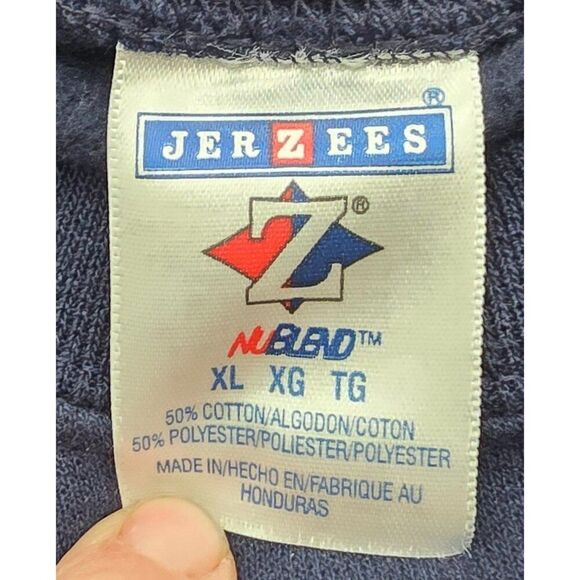 ®
JERZEES
Z®
NUBLEND™
XL XG TG
50% COTTON/ALGODON/COTON
50% POLYESTER/POLIESTER/POLYESTER
MADE IN/HECHO EN/FABRIQUE AU
HONDURAS